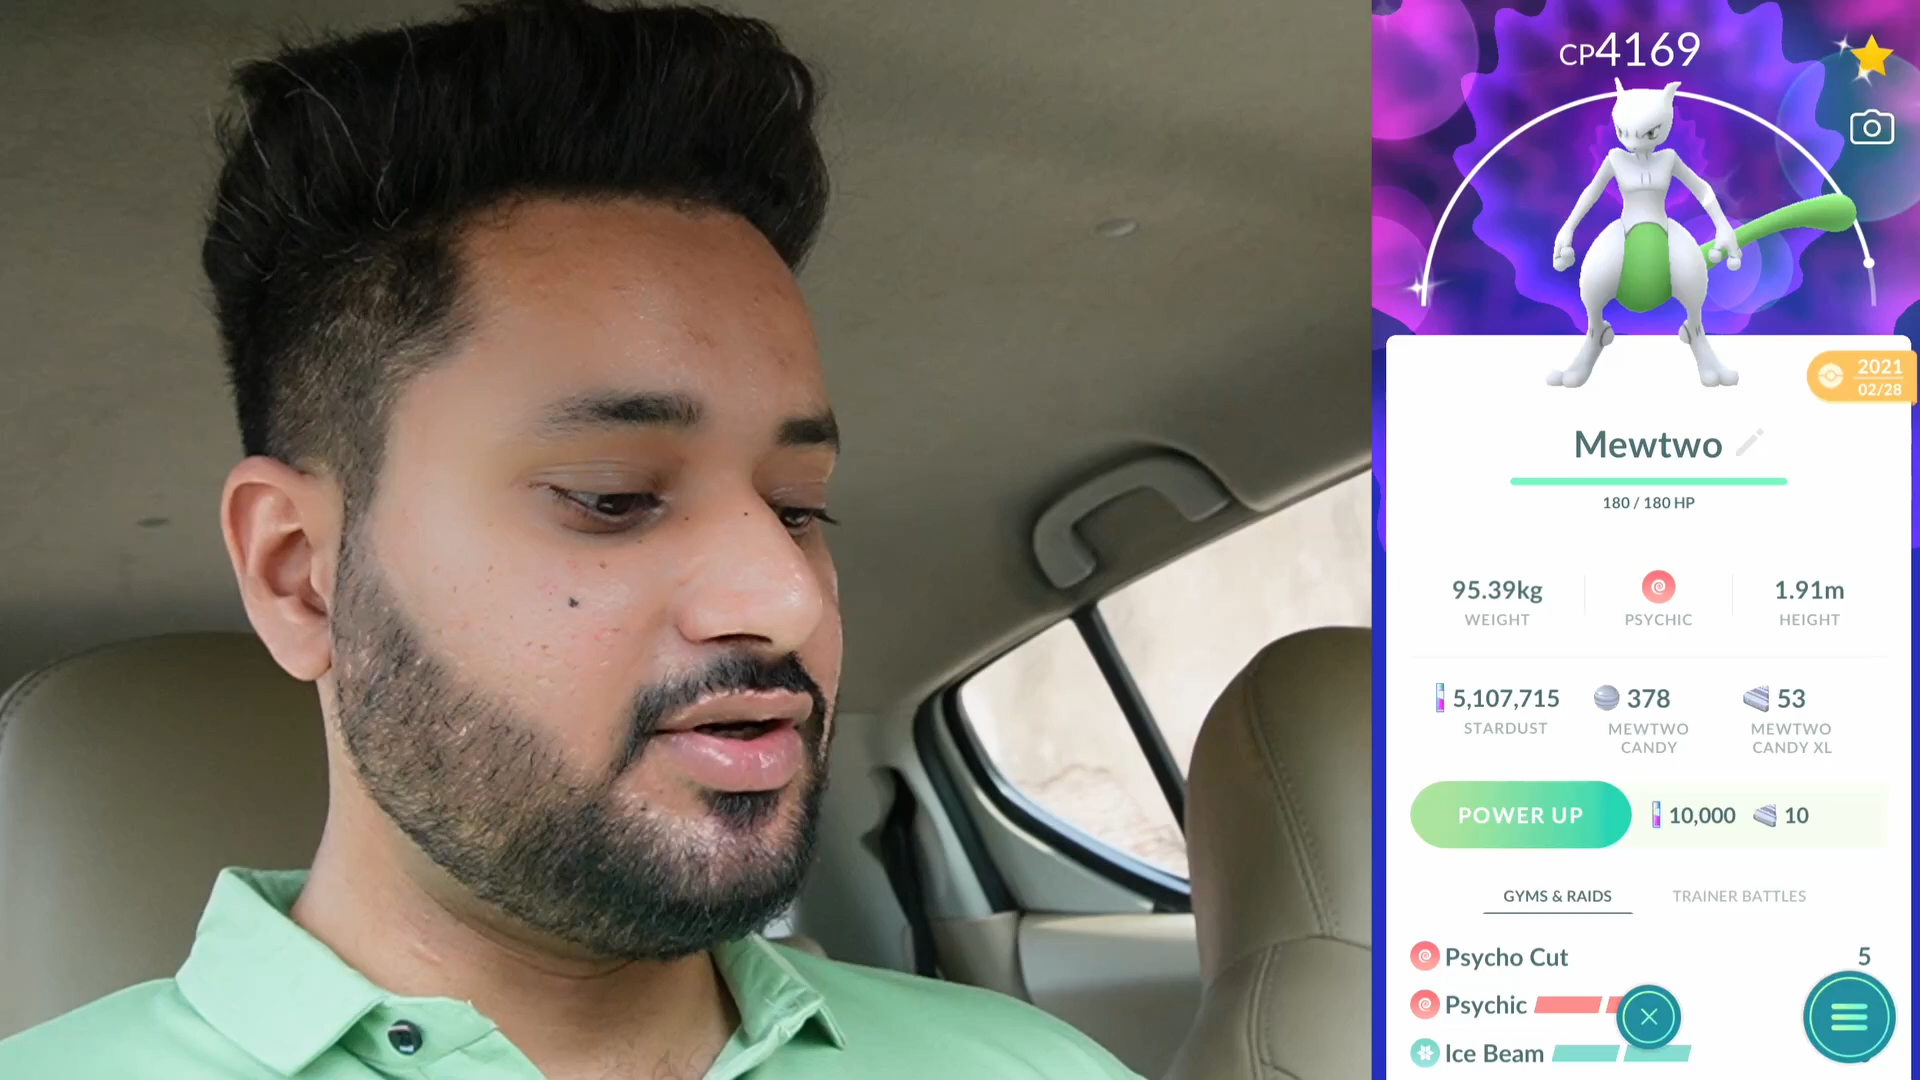 CP4169
2021
02/28
Mewtwo
180 / 180 HP
95.39kg
WEIGHT
PSYCHIC
1.91m
HEIGHT
5,107,715
STARDUST
378
MEWTWO
CANDY
53
MEWTWO
CANDY XL
POWER UP
10,000
10
GYMS & RAIDS
TRAINER BATTLES
Psycho Cut
5
Psychic
Ice Beam